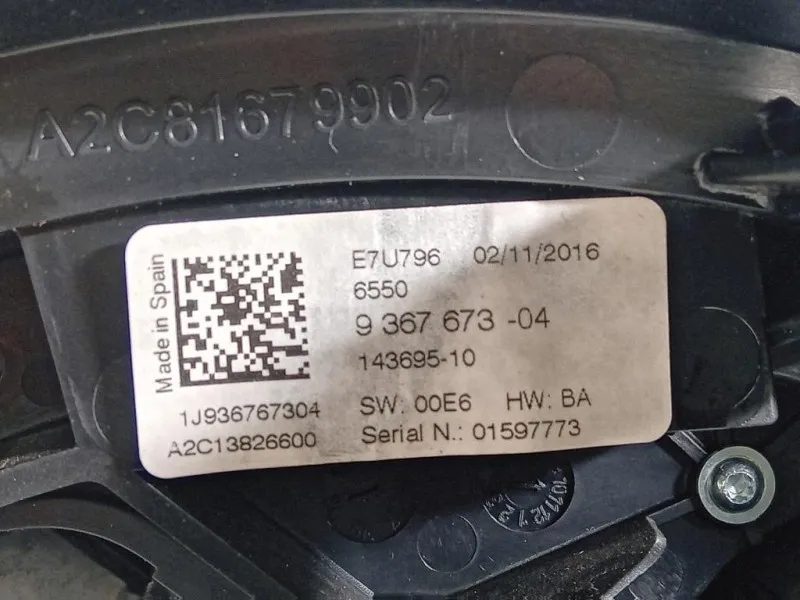 A2C81679902
Made in Spain
E7U796 02/11/2016
6550
9 367 673 -04
143695-10
1J936767304 SW: 00E6 HW: BA
A2C13826600 Serial N.: 01597773